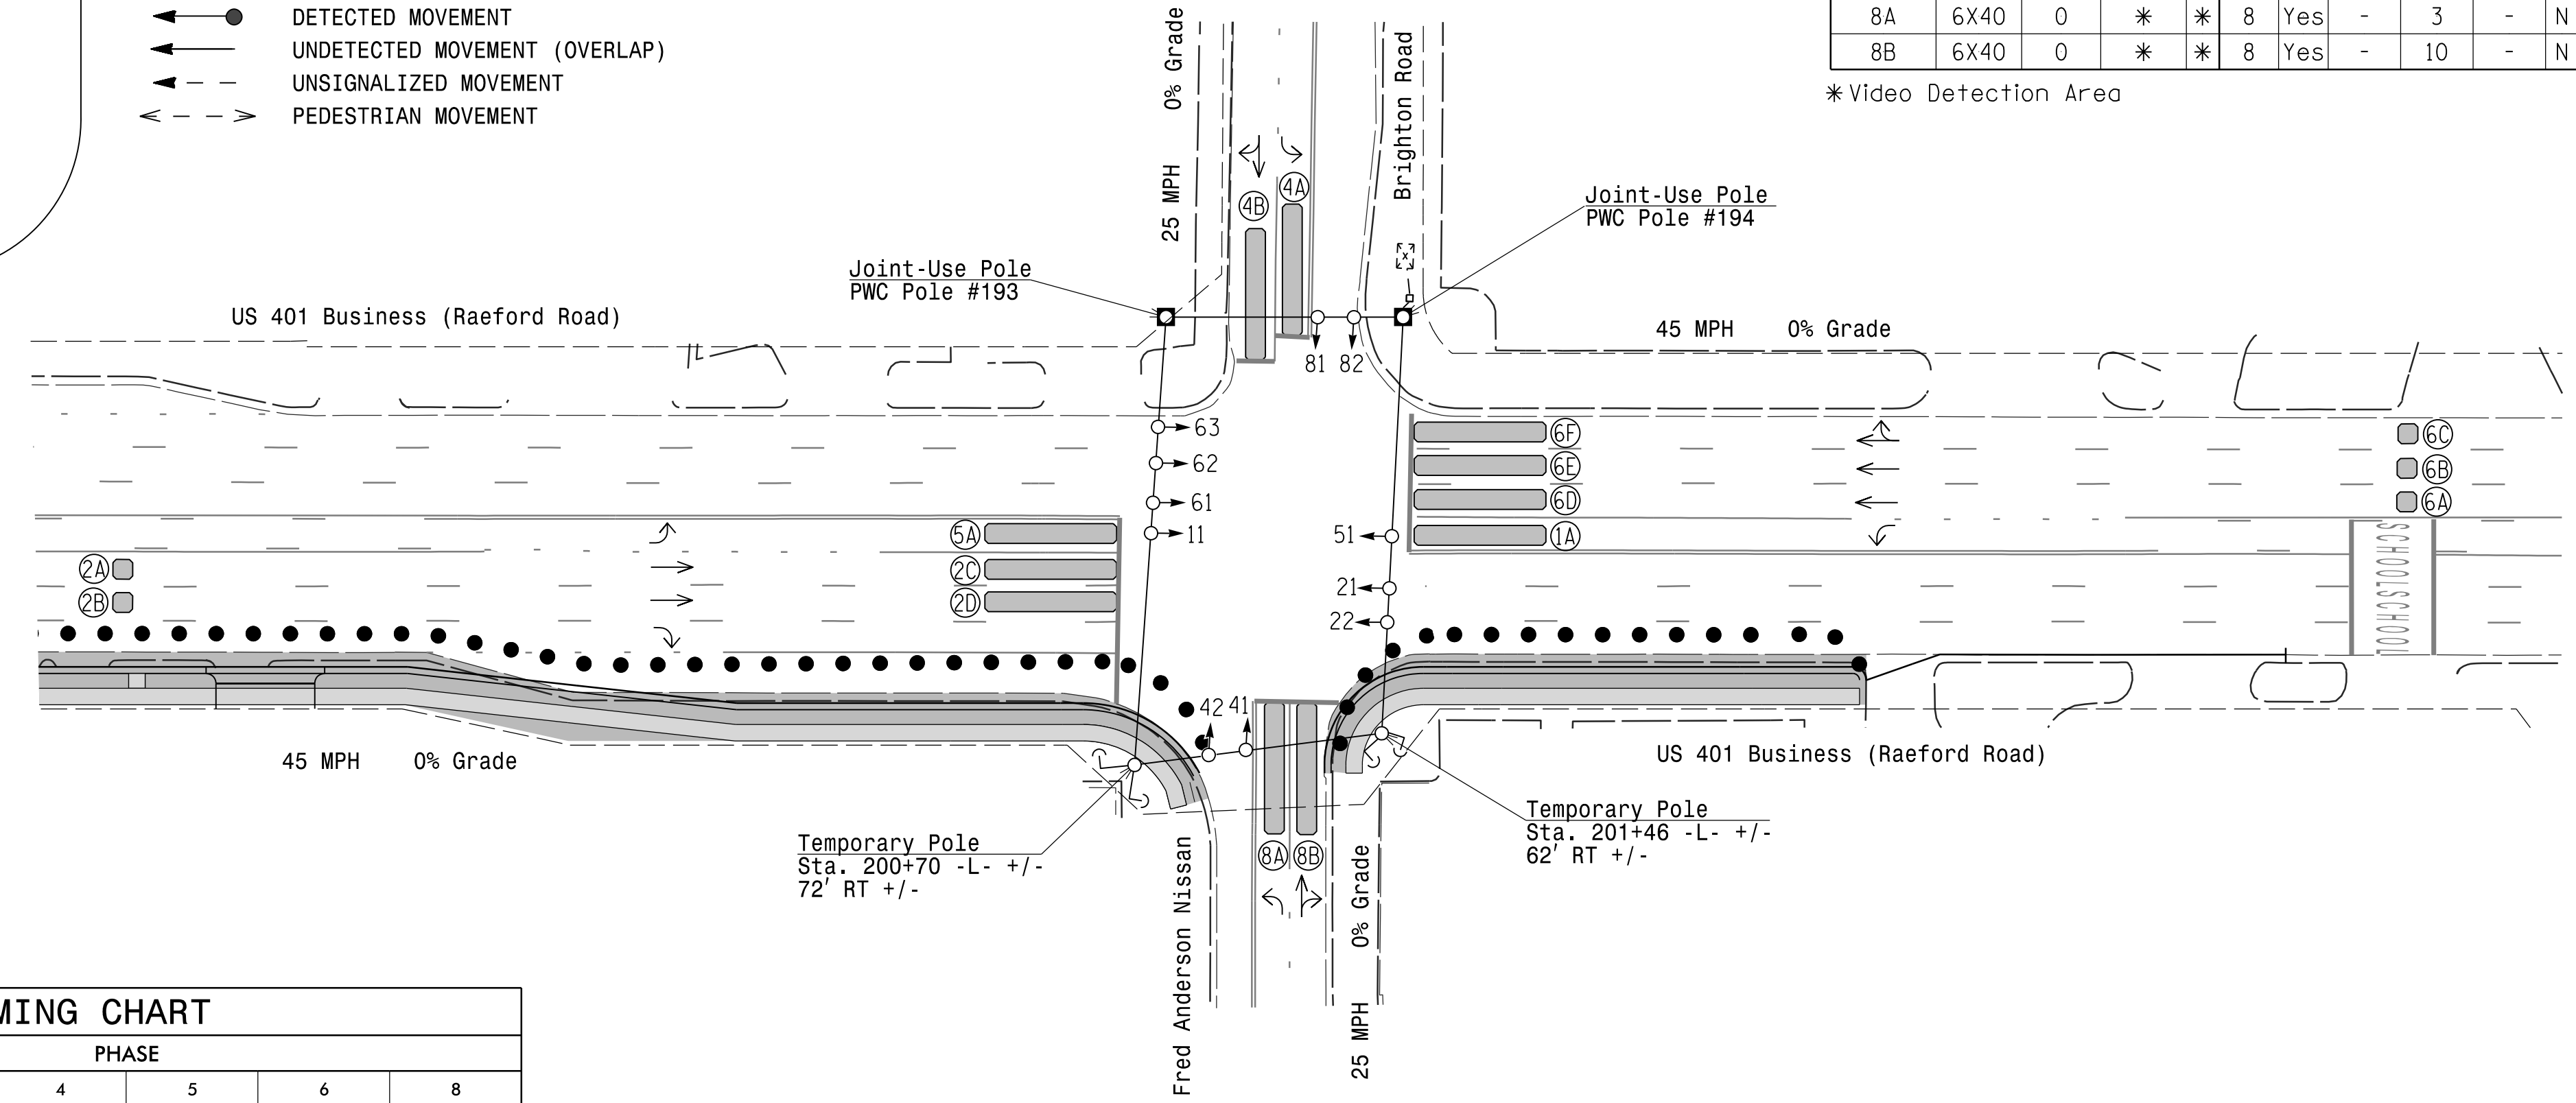 DETECTED MOVEMENT
UNDETECTED MOVEMENT (OVERLAP)
UNSIGNALIZED MOVEMENT
PEDESTRIAN MOVEMENT
8A 6X40 0 * * 8 Yes - 3 - N
8B 6X40 0 * * 8 Yes - 10 - N
* Video Detection Area
25 MPH 0% Grade
Brighton Road
4B
4A
Joint-Use Pole
PWC Pole #194
Joint-Use Pole
PWC Pole #193
US 401 Business (Raeford Road)
45 MPH 0% Grade
81 82
63
62
61
11
6F
6E
6D
1A
6C
6B
6A
5A
2C
2D
2A
2B
51
21
22
SCHOOL
SCHOOL
42 41
45 MPH 0% Grade
US 401 Business (Raeford Road)
Temporary Pole
Sta. 200+70 -L- +/-
72' RT +/-
Temporary Pole
Sta. 201+46 -L- +/-
62' RT +/-
8A
8B
Fred Anderson Nissan
25 MPH 0% Grade
MING CHART
PHASE
4 5 6 8